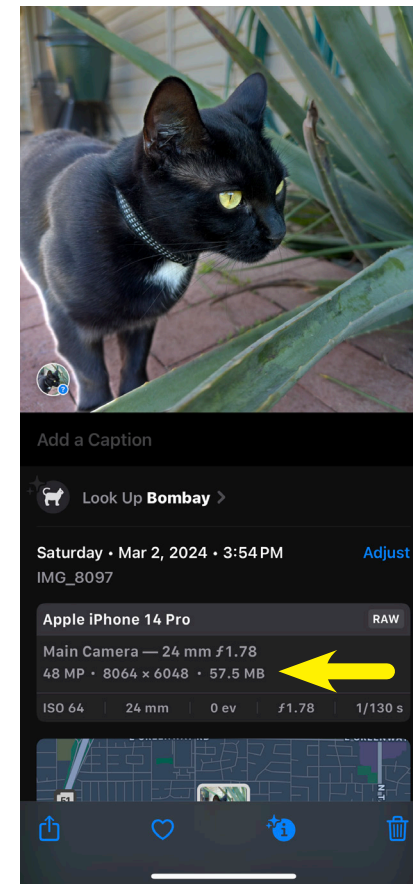 Add a Caption
Look Up Bombay >
Saturday • Mar 2, 2024 • 3:54 PM Adjust
IMG_8097
Apple iPhone 14 Pro RAW
Main Camera — 24 mm ƒ1.78
48 MP • 8064 × 6048 • 57.5 MB
ISO 64 24 mm 0 ev ƒ1.78 1/130 s
51